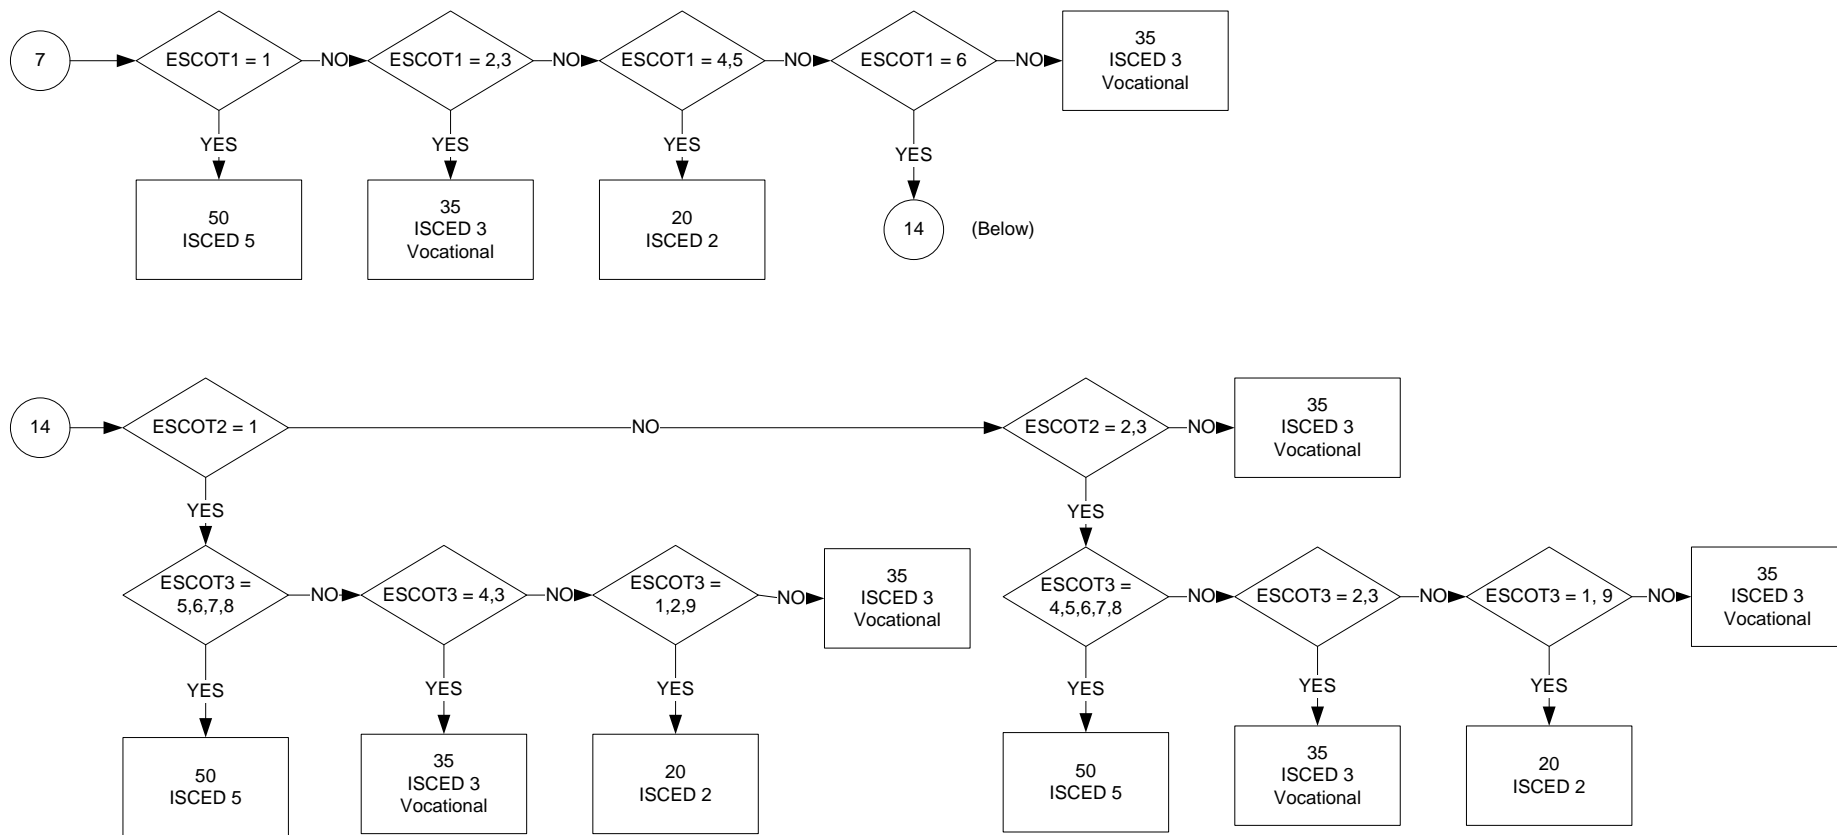 7
ESCOT1 = 1
NO
ESCOT1 = 2,3
NO
ESCOT1 = 4,5
NO
ESCOT1 = 6
NO
35
ISCED 3
Vocational
YES
YES
YES
YES
50
ISCED 5
35
ISCED 3
Vocational
20
ISCED 2
14
(Below)
14
ESCOT2 = 1
NO
ESCOT2 = 2,3
NO
35
ISCED 3
Vocational
YES
YES
ESCOT3 =
5,6,7,8
NO
ESCOT3 = 4,3
NO
ESCOT3 =
1,2,9
NO
35
ISCED 3
Vocational
ESCOT3 =
4,5,6,7,8
NO
ESCOT3 = 2,3
NO
ESCOT3 = 1, 9
NO
35
ISCED 3
Vocational
YES
YES
YES
YES
YES
YES
50
ISCED 5
35
ISCED 3
Vocational
20
ISCED 2
50
ISCED 5
35
ISCED 3
Vocational
20
ISCED 2